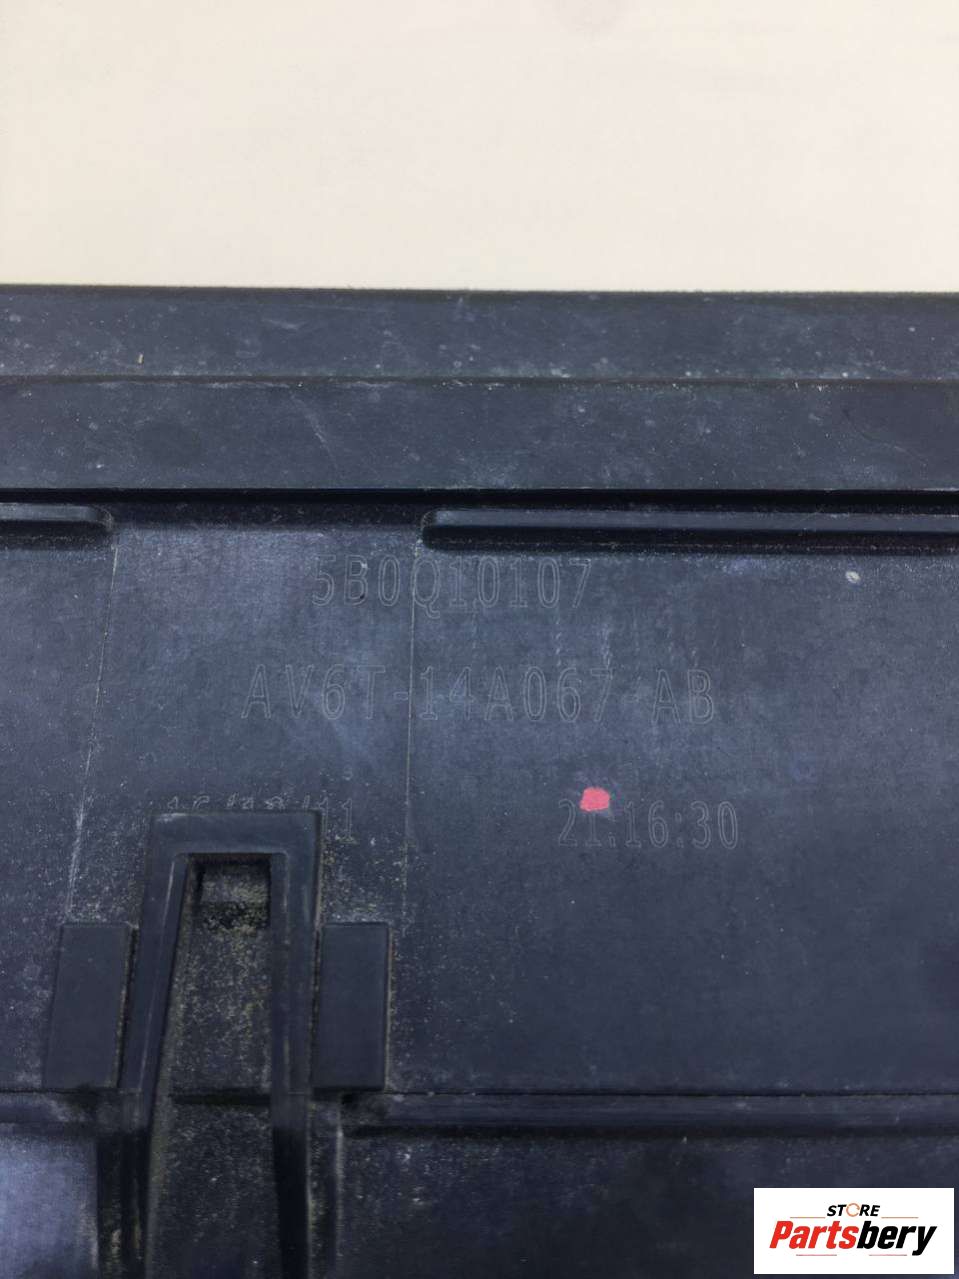 5B0Q10107
AV6T-14A067-AB
21:16:30
STORE
Partsbery